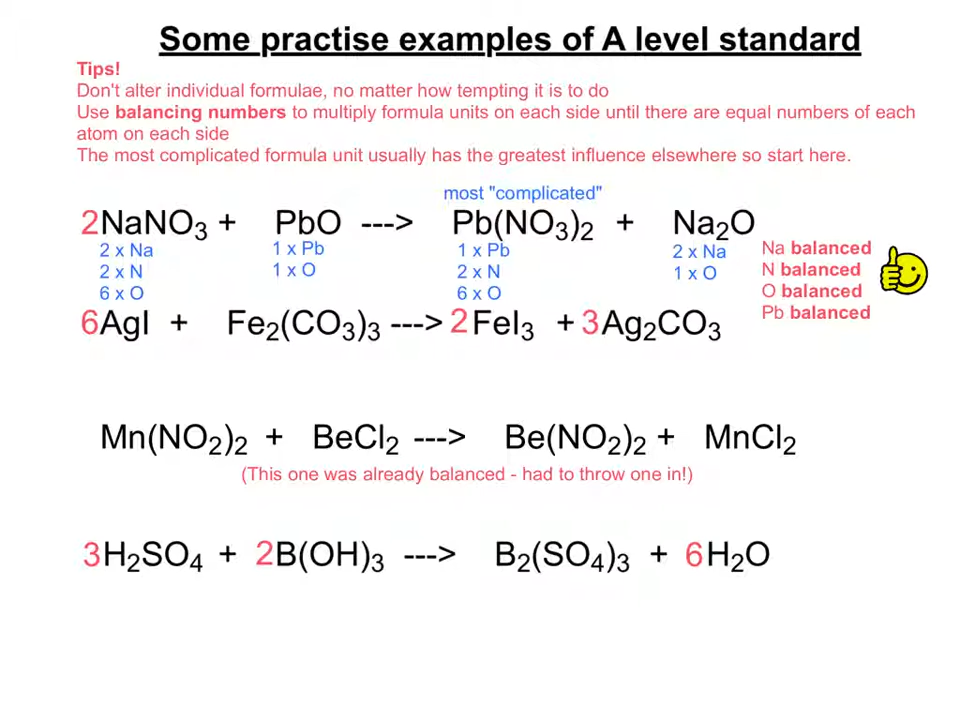 Some practise examples of A level standard
Tips!
Don't alter individual formulae, no matter how tempting it is to do
Use balancing numbers to multiply formula units on each side until there are equal numbers of each
atom on each side
The most complicated formula unit usually has the greatest influence elsewhere so start here.
most "complicated"
2NaNO₃ + PbO ---> Pb(NO₃)₂ + Na₂O
2 x Na 1 x Pb 1 x Pb 2 x Na Na balanced
2 x N 1 x O 2 x N 1 x O N balanced
6 x O 6 x O O balanced
Pb balanced
6AgI + Fe₂(CO₃)₃ ---> 2FeI₃ + 3Ag₂CO₃
Mn(NO₂)₂ + BeCl₂ ---> Be(NO₂)₂ + MnCl₂
(This one was already balanced - had to throw one in!)
3H₂SO₄ + 2B(OH)₃ ---> B₂(SO₄)₃ + 6H₂O